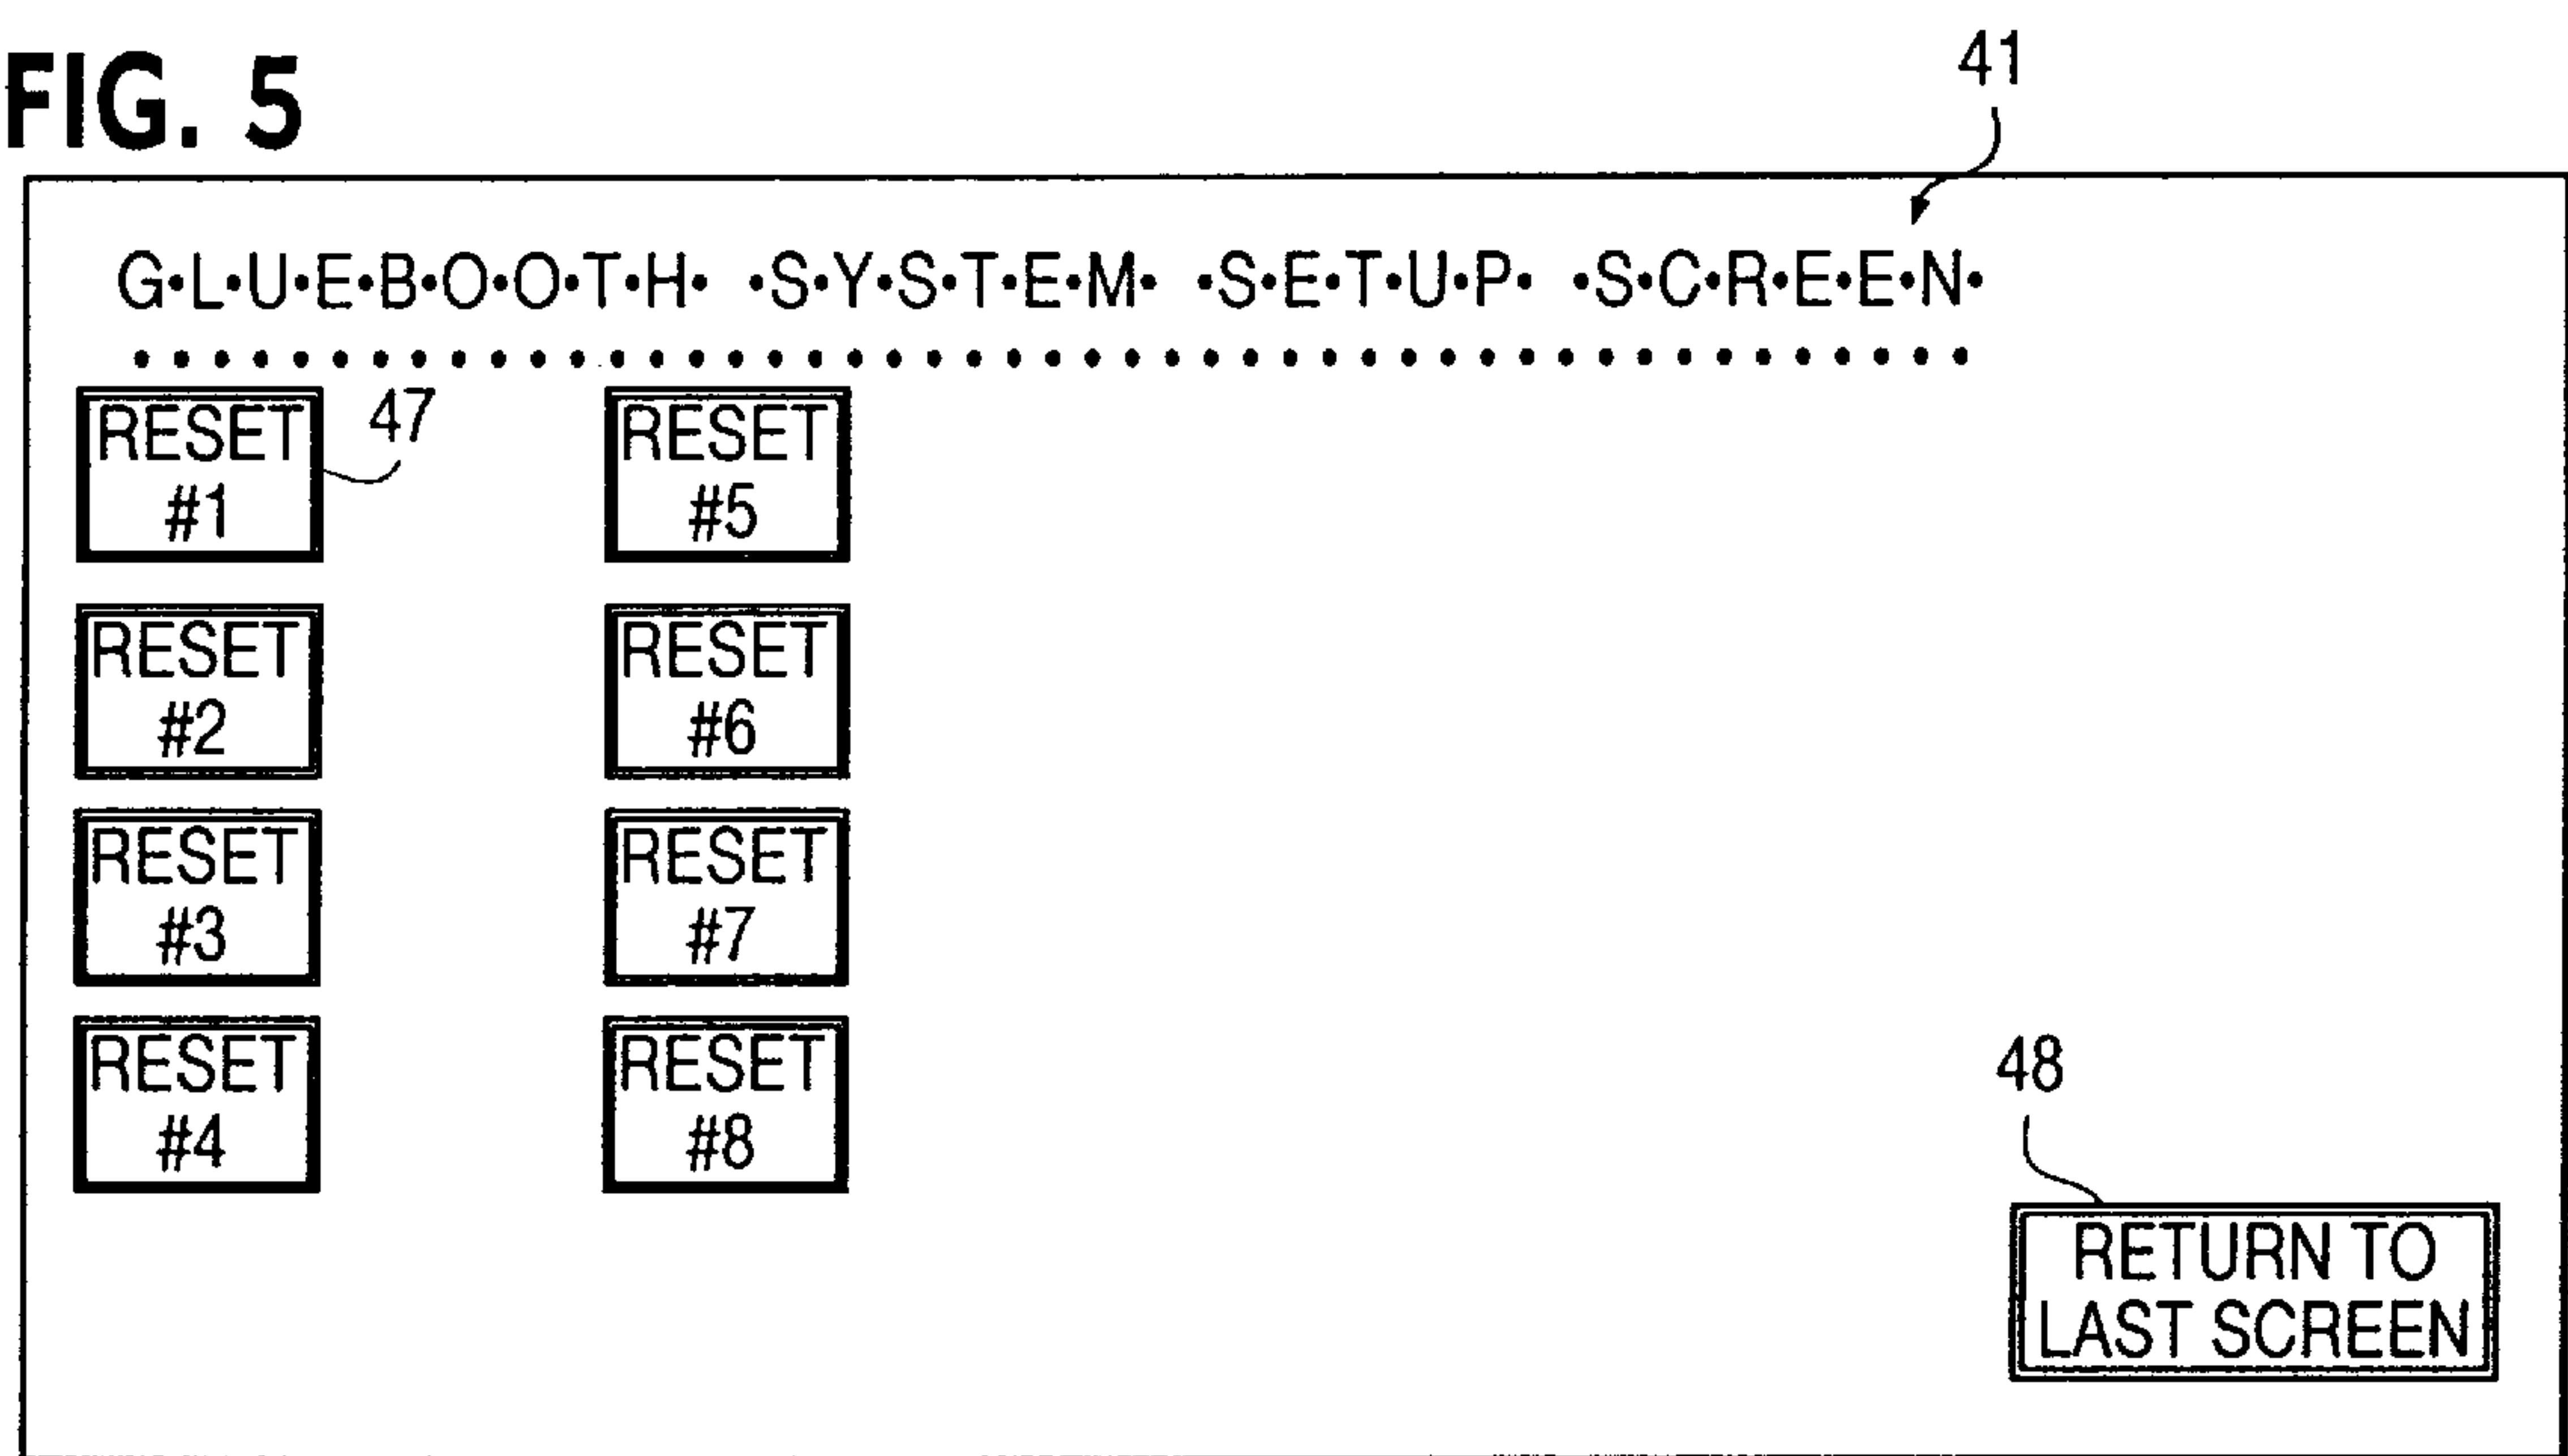 FIG. 5
41
G·L·U·E·B·O·O·T·H· ·S·Y·S·T·E·M· ·S·E·T·U·P· ·S·C·R·E·E·N·
RESET
#1
47
RESET
#5
RESET
#2
RESET
#6
RESET
#3
RESET
#7
RESET
#4
RESET
#8
48
RETURN TO
LAST SCREEN